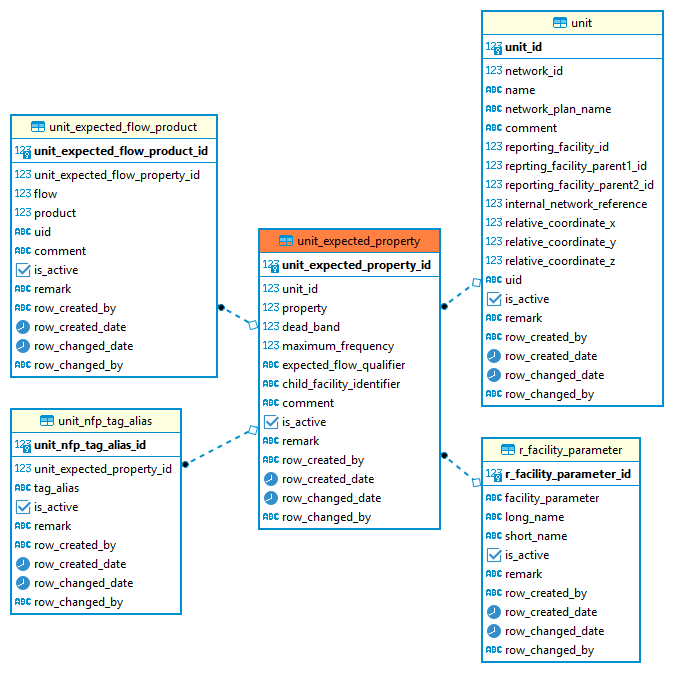 unit
123 unit_id
123 network_id
ABC name
ABC network_plan_name
ABC comment
123 reporting_facility_id
123 reprting_facility_parent1_id
123 reporting_facility_parent2_id
123 internal_network_reference
123 relative_coordinate_x
123 relative_coordinate_y
123 relative_coordinate_z
ABC uid
is_active
ABC remark
ABC row_created_by
row_created_date
row_changed_date
ABC row_changed_by
unit_expected_flow_product
123 unit_expected_flow_product_id
123 unit_expected_flow_property_id
123 flow
123 product
ABC uid
ABC comment
is_active
ABC remark
ABC row_created_by
row_created_date
row_changed_date
ABC row_changed_by
unit_expected_property
123 unit_expected_property_id
123 unit_id
123 property
123 dead_band
123 maximum_frequency
ABC expected_flow_qualifier
ABC child_facility_identifier
ABC comment
is_active
ABC remark
ABC row_created_by
row_created_date
row_changed_date
ABC row_changed_by
unit_nfp_tag_alias
123 unit_nfp_tag_alias_id
123 unit_expected_property_id
ABC tag_alias
is_active
ABC remark
ABC row_created_by
row_created_date
row_changed_date
ABC row_changed_by
r_facility_parameter
123 r_facility_parameter_id
ABC facility_parameter
ABC long_name
ABC short_name
is_active
ABC remark
ABC row_created_by
row_created_date
row_changed_date
ABC row_changed_by